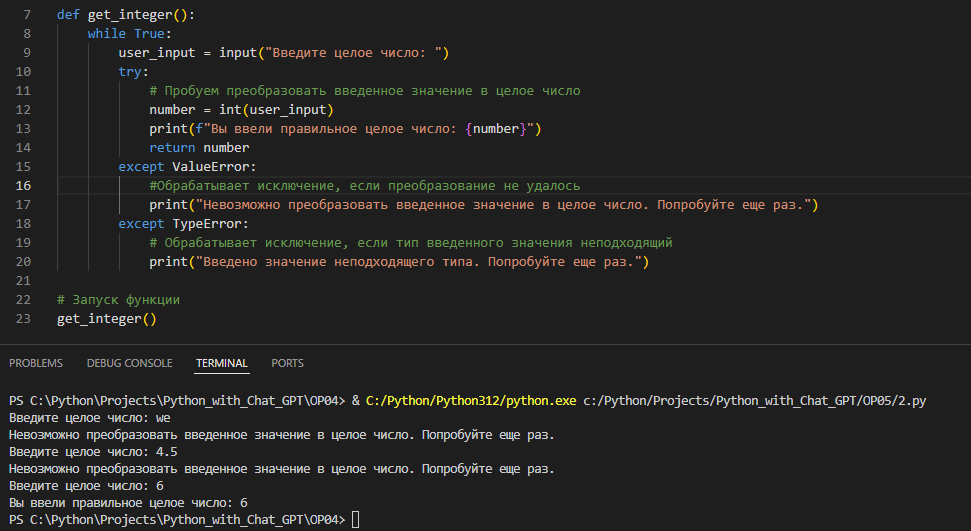 7 def get_integer():
8 while True:
9 user_input = input("Введите целое число: ")
10 try:
11 # Пробуем преобразовать введенное значение в целое число
12 number = int(user_input)
13 print(f"Вы ввели правильное целое число: {number}")
14 return number
15 except ValueError:
16 #Обрабатывает исключение, если преобразование не удалось
17 print("Невозможно преобразовать введенное значение в целое число. Попробуйте еще раз.")
18 except TypeError:
19 # Обрабатывает исключение, если тип введенного значения неподходящий
20 print("Введено значение неподходящего типа. Попробуйте еще раз.")
21
22 # Запуск функции
23 get_integer()
PROBLEMS DEBUG CONSOLE TERMINAL PORTS
PS C:\Python\Projects\Python_with_Chat_GPT\OP04> & C:/Python/Python312/python.exe c:/Python/Projects/Python_with_Chat_GPT/OP05/2.py
Введите целое число: we
Невозможно преобразовать введенное значение в целое число. Попробуйте еще раз.
Введите целое число: 4.5
Невозможно преобразовать введенное значение в целое число. Попробуйте еще раз.
Введите целое число: 6
Вы ввели правильное целое число: 6
PS C:\Python\Projects\Python_with_Chat_GPT\OP04>